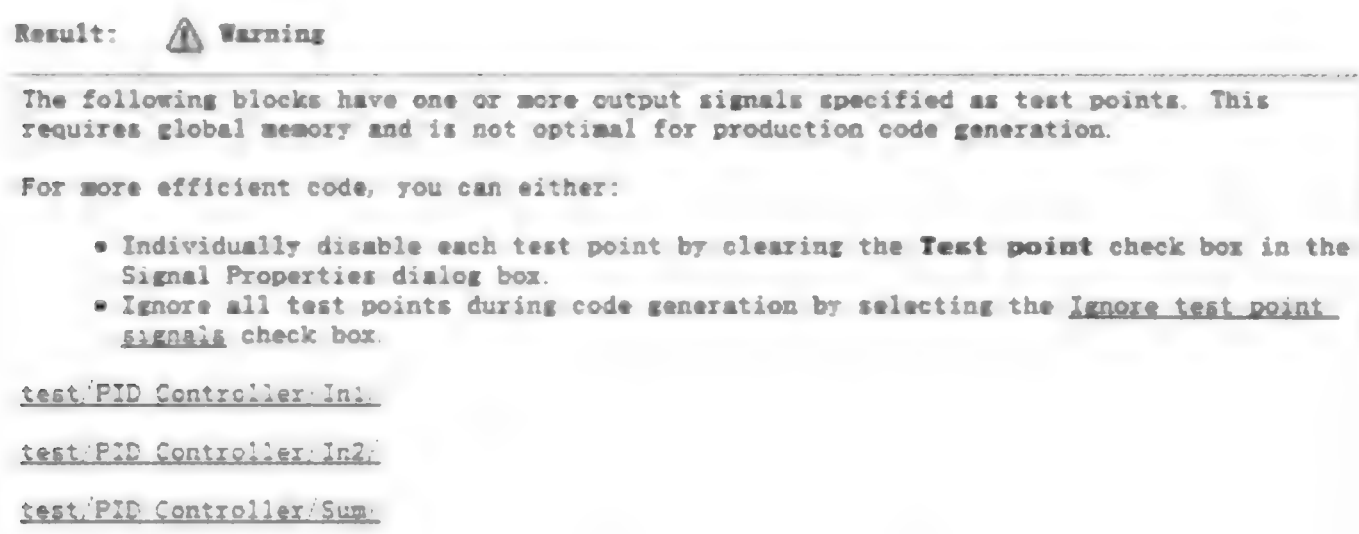 Result: Warning
The following blocks have one or more output signals specified as test points. This
requires global memory and is not optimal for production code generation.
For more efficient code, you can either:
• Individually disable each test point by clearing the Test point check box in the
Signal Properties dialog box.
• Ignore all test points during code generation by selecting the Ignore test point
signals check box.
test/PID Controller/In1
test/PID Controller/In2
test/PID Controller/Sum